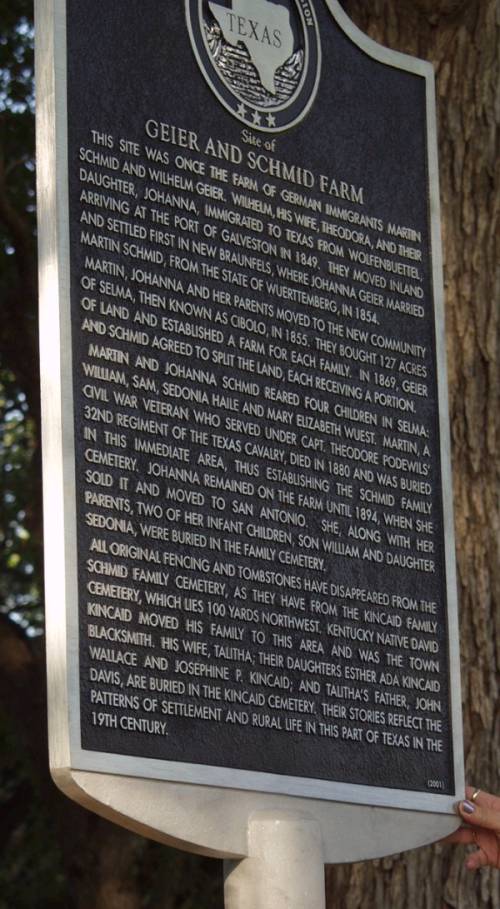 ION
TEXAS
Site of
GEIER AND SCHMID FARM
THIS SITE WAS ONCE THE FARM OF GERMAN IMMIGRANTS MARTIN
SCHMID AND WILHELM GEIER. WILHELM, HIS WIFE, THEODORA, AND THEIR
DAUGHTER, JOHANNA, IMMIGRATED TO TEXAS FROM WOLFENBUETTEL,
ARRIVING AT THE PORT OF GALVESTON IN 1849. THEY MOVED INLAND
AND SETTLED FIRST IN NEW BRAUNFELS, WHERE JOHANNA GEIER MARRIED
MARTIN SCHMID, FROM THE STATE OF WUERTTEMBERG, IN 1854.
MARTIN, JOHANNA AND HER PARENTS MOVED TO THE NEW COMMUNITY
OF SELMA, THEN KNOWN AS CIBOLO, IN 1855. THEY BOUGHT 127 ACRES
OF LAND AND ESTABLISHED A FARM FOR EACH FAMILY. IN 1869, GEIER
AND SCHMID AGREED TO SPLIT THE LAND, EACH RECEIVING A PORTION.
MARTIN AND JOHANNA SCHMID REARED FOUR CHILDREN IN SELMA:
WILLIAM, SAM, SEDONIA HAILE AND MARY ELIZABETH WUEST. MARTIN, A
CIVIL WAR VETERAN WHO SERVED UNDER CAPT. THEODORE PODEWILS'
32ND REGIMENT OF THE TEXAS CAVALRY, DIED IN 1880 AND WAS BURIED
IN THIS IMMEDIATE AREA, THUS ESTABLISHING THE SCHMID FAMILY
CEMETERY. JOHANNA REMAINED ON THE FARM UNTIL 1894, WHEN SHE
SOLD IT AND MOVED TO SAN ANTONIO. SHE, ALONG WITH HER
PARENTS, TWO OF HER INFANT CHILDREN, SON WILLIAM AND DAUGHTER
SEDONIA, WERE BURIED IN THE FAMILY CEMETERY.
ALL ORIGINAL FENCING AND TOMBSTONES HAVE DISAPPEARED FROM THE
SCHMID FAMILY CEMETERY, AS THEY HAVE FROM THE KINCAID FAMILY
CEMETERY, WHICH LIES 100 YARDS NORTHWEST. KENTUCKY NATIVE DAVID
KINCAID MOVED HIS FAMILY TO THIS AREA AND WAS THE TOWN
BLACKSMITH. HIS WIFE, TALITHA; THEIR DAUGHTERS ESTHER ADA KINCAID
WALLACE AND JOSEPHINE P. KINCAID; AND TALITHA'S FATHER, JOHN
DAVIS, ARE BURIED IN THE KINCAID CEMETERY. THEIR STORIES REFLECT THE
PATTERNS OF SETTLEMENT AND RURAL LIFE IN THIS PART OF TEXAS IN THE
19TH CENTURY.
(2001)